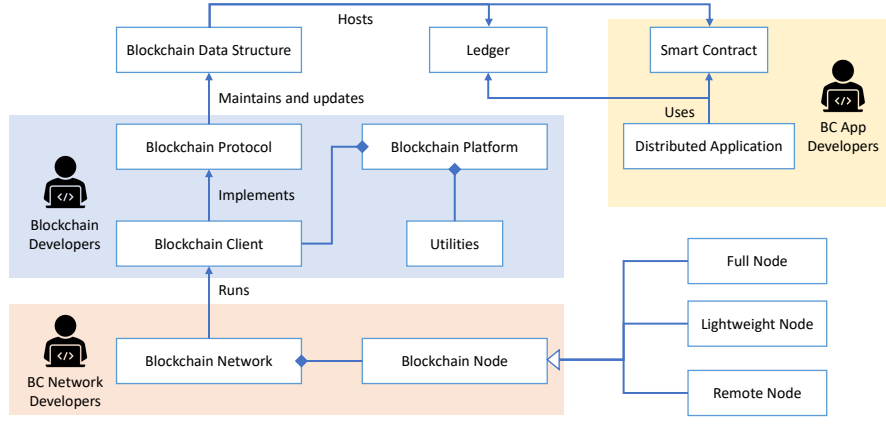 Hosts
Blockchain Data Structure
Ledger
Smart Contract
Maintains and updates
Uses
</>
BC App
Developers
Blockchain Protocol
Blockchain Platform
Distributed Application
</>
Blockchain
Developers
Implements
Blockchain Client
Utilities
Full Node
Runs
Lightweight Node
</>
BC Network
Developers
Blockchain Network
Blockchain Node
Remote Node